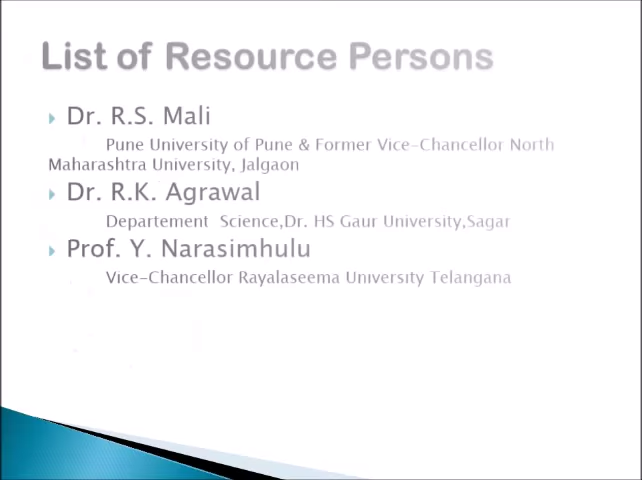 List of Resource Persons
Dr. R.S. Mali
Pune University of Pune & Former Vice-Chancellor North
Maharashtra University, Jalgaon
Dr. R.K. Agrawal
Departement Science,Dr. HS Gaur University,Sagar
Prof. Y. Narasimhulu
Vice-Chancellor Rayalaseema University Telangana